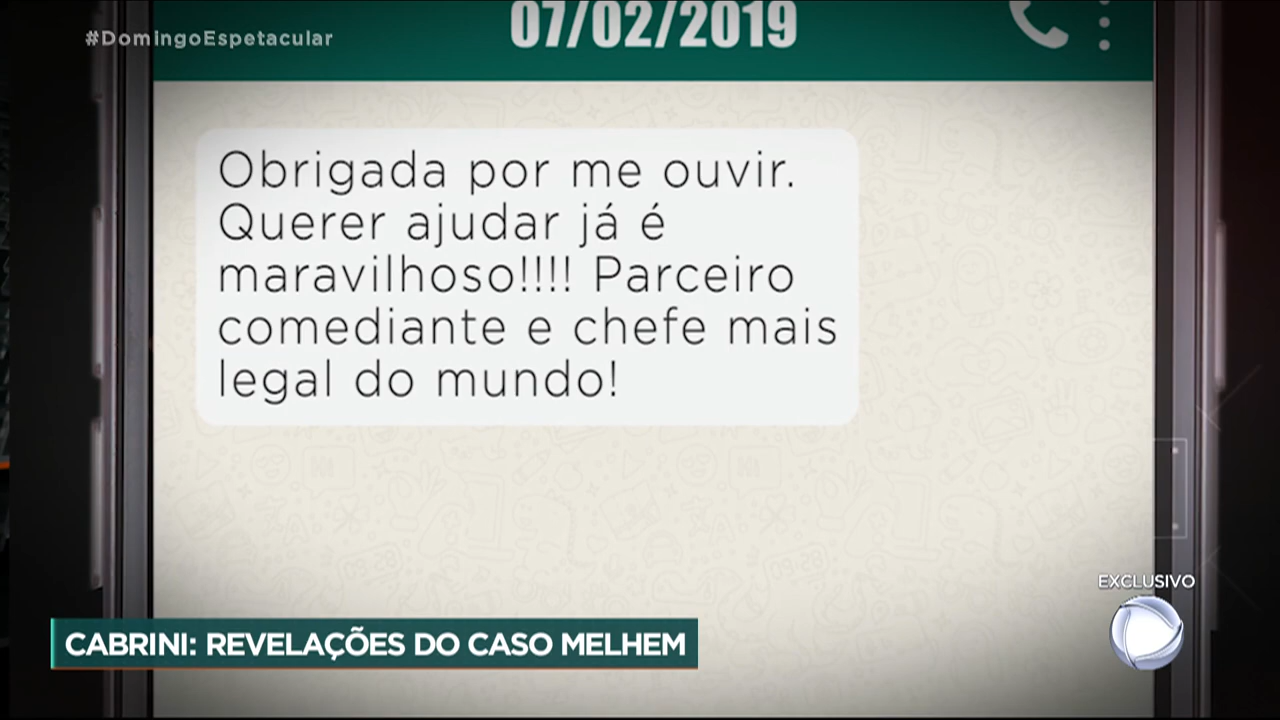 #DomingoEspetacular
07/02/2019
Obrigada por me ouvir.
Querer ajudar já é
maravilhoso!!!! Parceiro
comediante e chefe mais
legal do mundo!
EXCLUSIVO
CABRINI: REVELAÇÕES DO CASO MELHEM